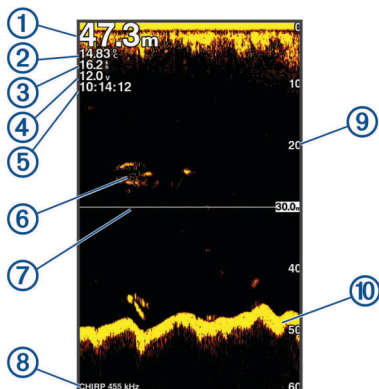 ① 47.3m 0
② 14.83 °C
③ 16.2
④ 12.0 V
⑤ 10:14:12
10
⑨
20
⑥
⑦ 30.0m
40
⑩
50
⑧ CHIRP 455 kHz 60